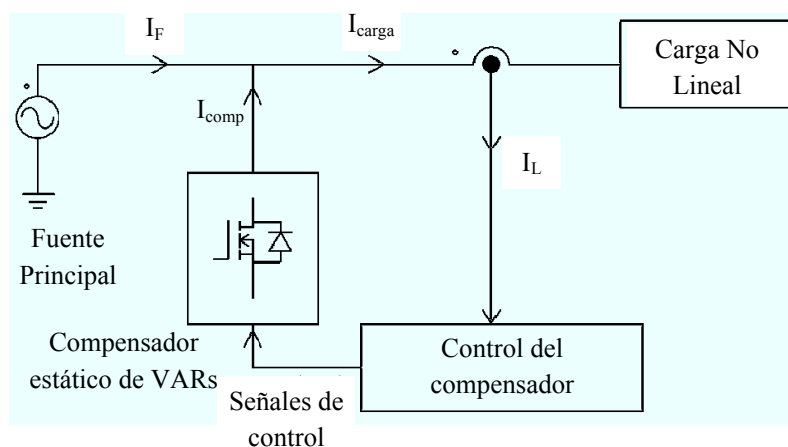 I_F
I_carga
Carga No
Lineal
I_comp
I_L
Fuente
Principal
Compensador
estático de VARs
Control del
compensador
Señales de
control